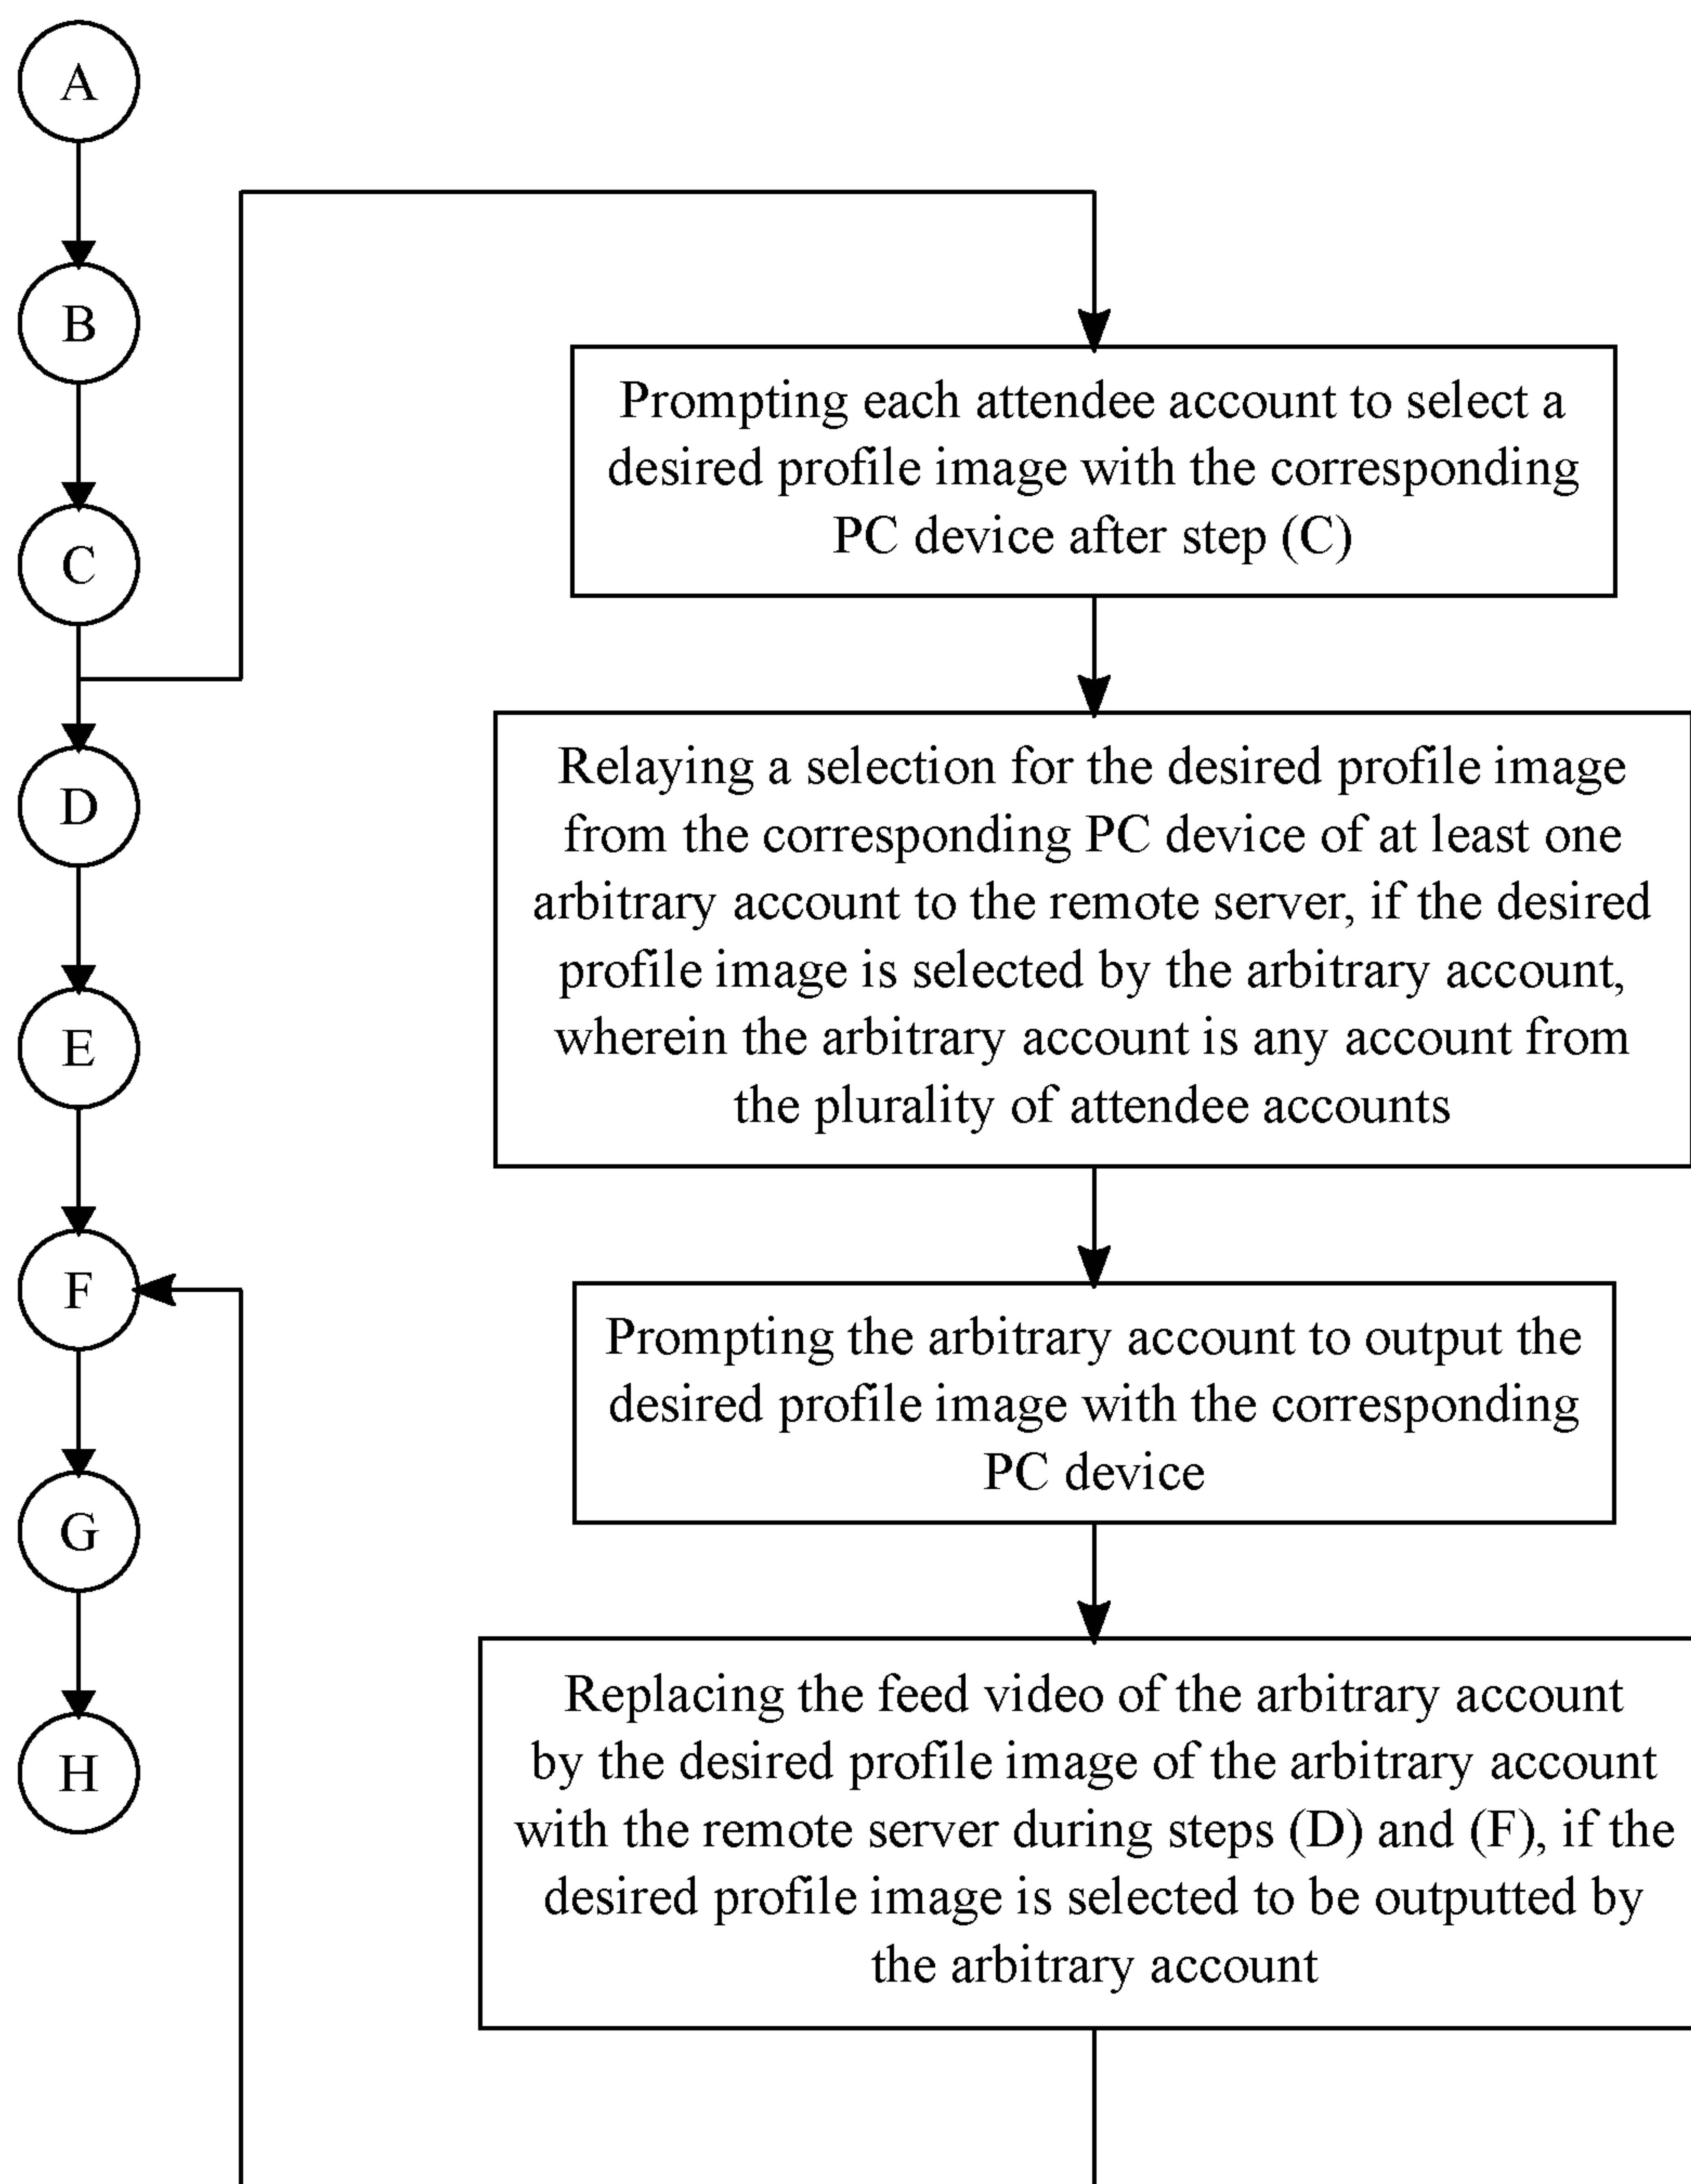 A
B
C
D
E
F
G
H
Prompting each attendee account to select a
desired profile image with the corresponding
PC device after step (C)
Relaying a selection for the desired profile image
from the corresponding PC device of at least one
arbitrary account to the remote server, if the desired
profile image is selected by the arbitrary account,
wherein the arbitrary account is any account from
the plurality of attendee accounts
Prompting the arbitrary account to output the
desired profile image with the corresponding
PC device
Replacing the feed video of the arbitrary account
by the desired profile image of the arbitrary account
with the remote server during steps (D) and (F), if the
desired profile image is selected to be outputted by
the arbitrary account